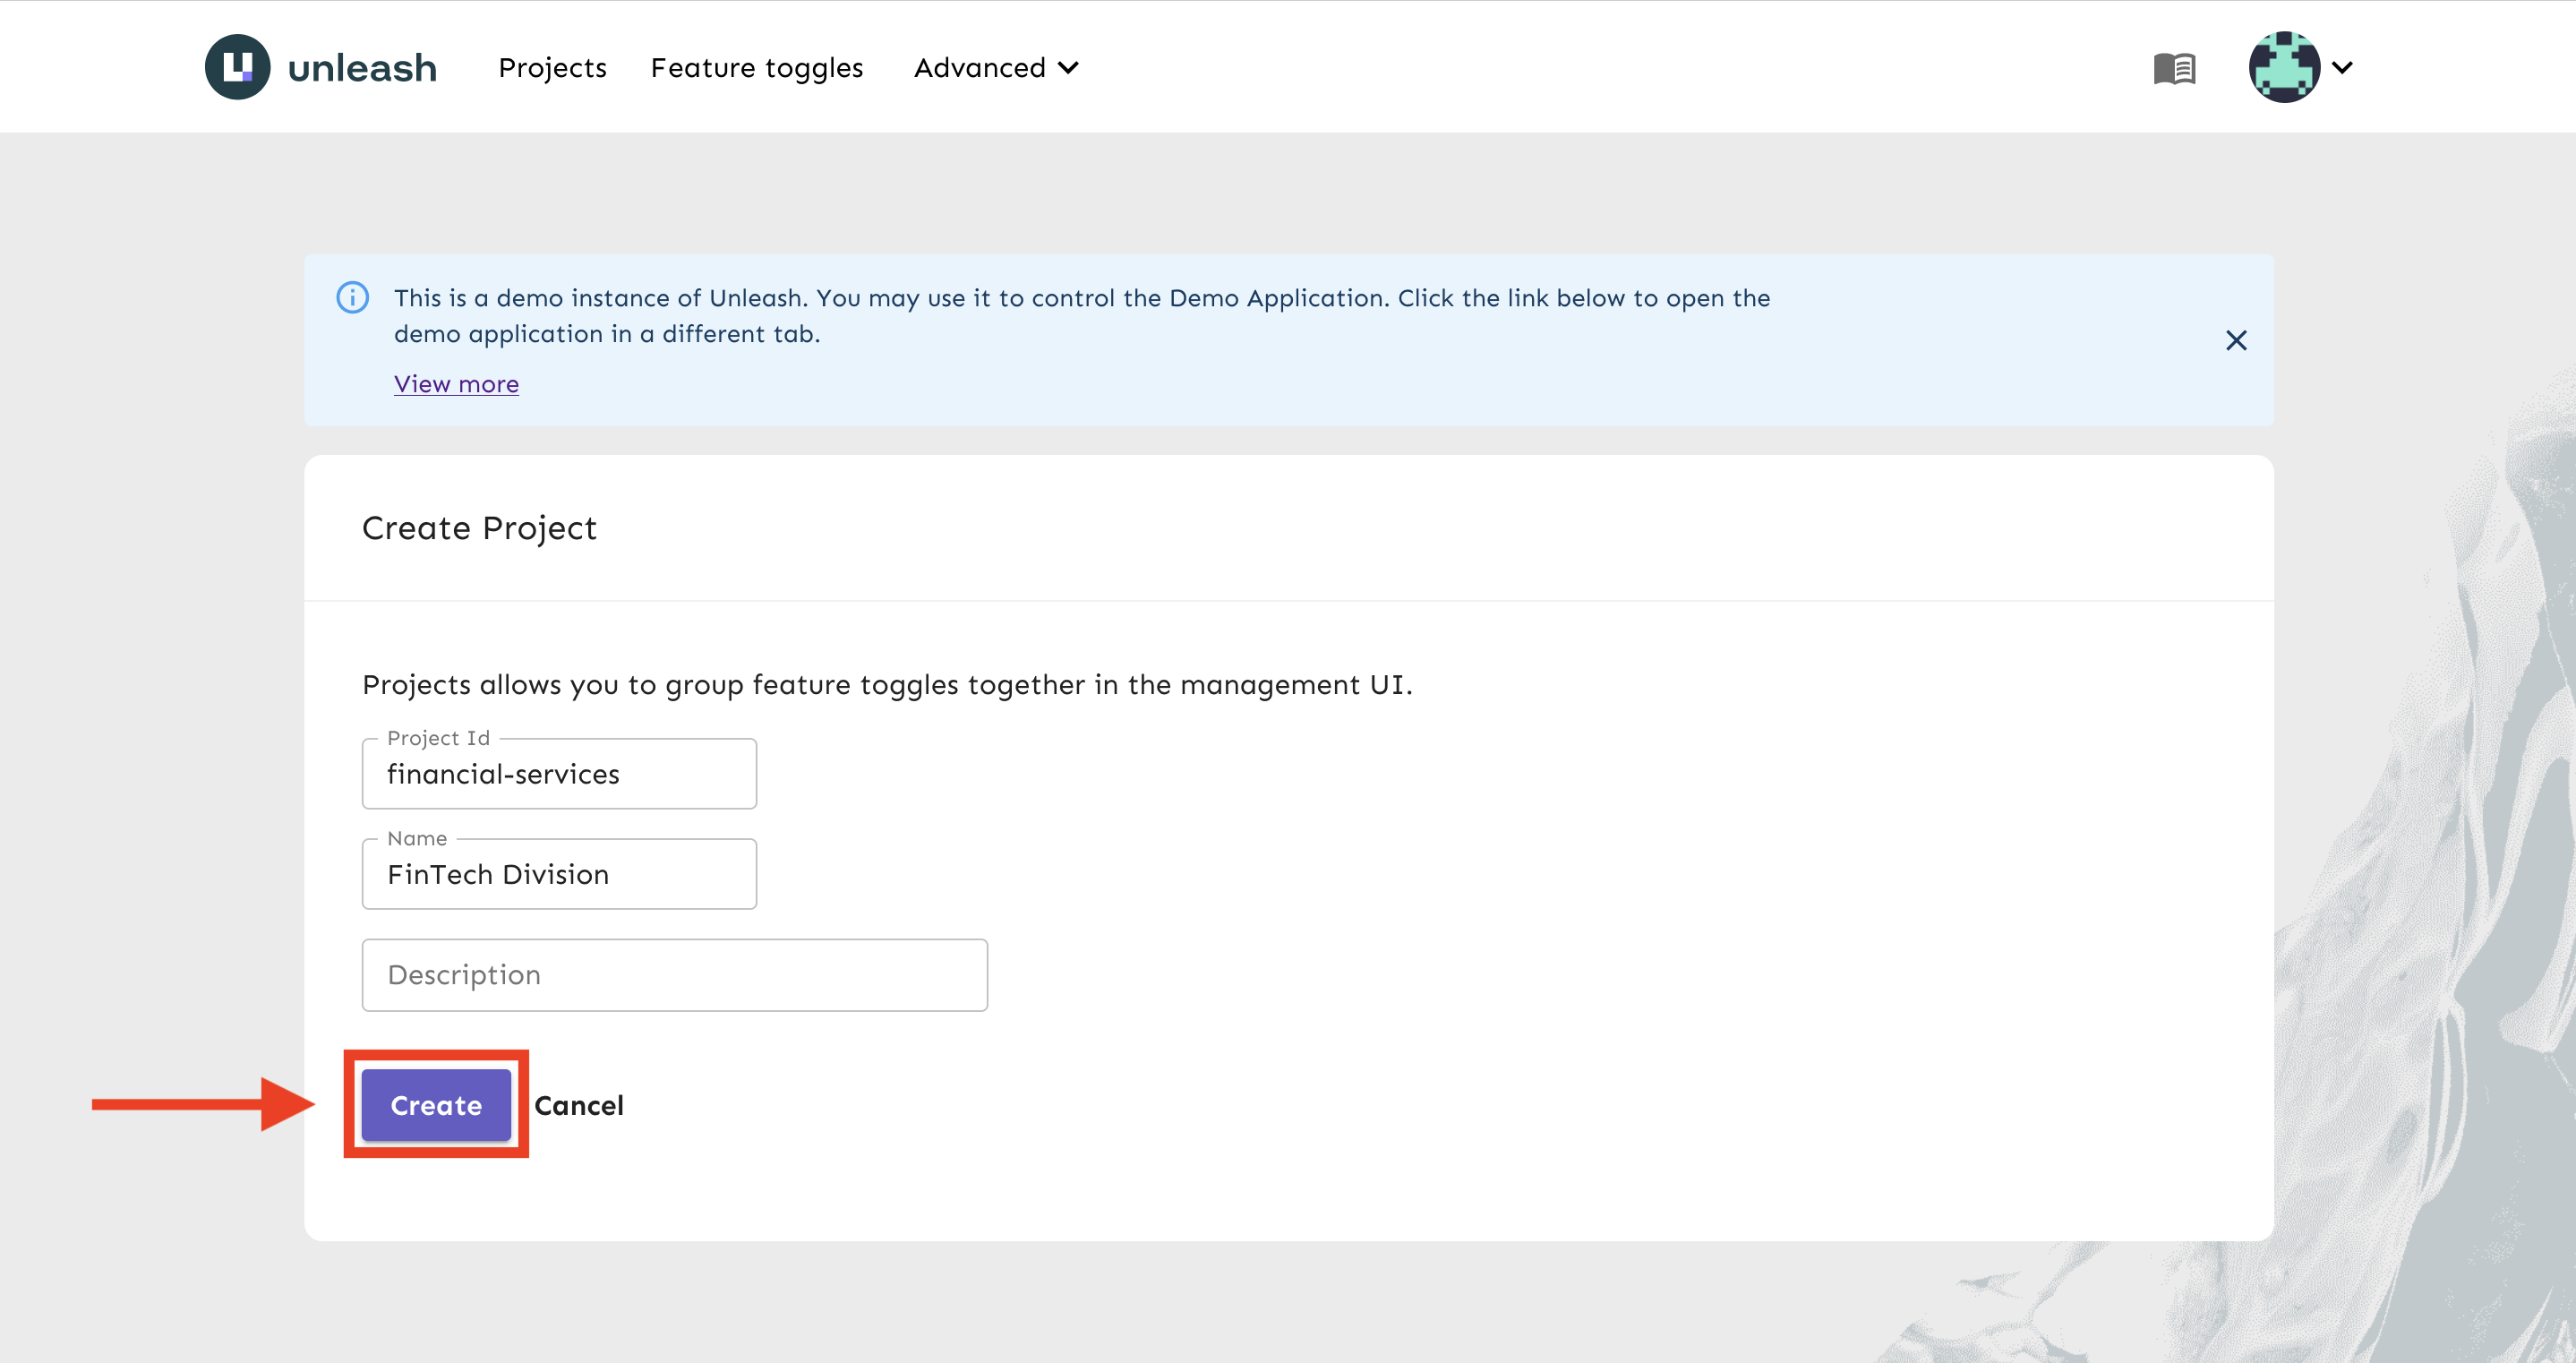 unleash
Projects
Feature toggles
Advanced
This is a demo instance of Unleash. You may use it to control the Demo Application. Click the link below to open the
demo application in a different tab.
View more
Create Project
Projects allows you to group feature toggles together in the management UI.
Project Id
financial-services
Name
FinTech Division
Description
Create
Cancel